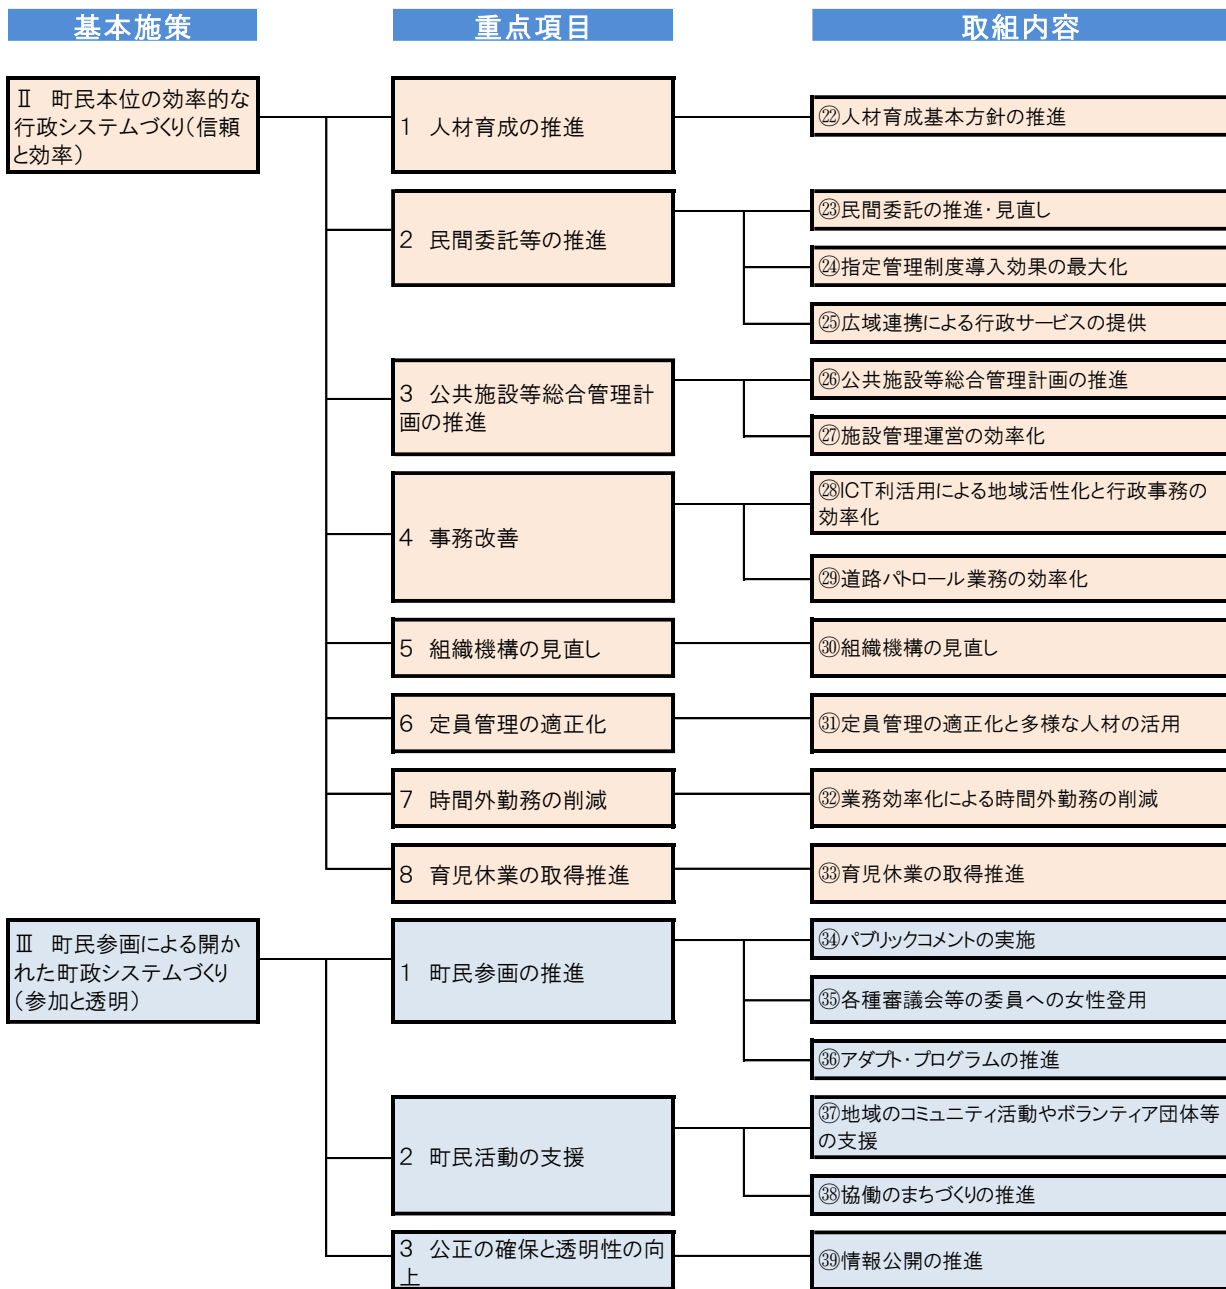 基本施策
重点項目
取組内容
Ⅱ　町民本位の効率的な
行政システムづくり（信頼
と効率）
1　人材育成の推進
㉒人材育成基本方針の推進
2　民間委託等の推進
㉓民間委託の推進・見直し
㉔指定管理制度導入効果の最大化
㉕広域連携による行政サービスの提供
3　公共施設等総合管理計
画の推進
㉖公共施設等総合管理計画の推進
㉗施設管理運営の効率化
4　事務改善
㉘ICT利活用による地域活性化と行政事務の
効率化
㉙道路パトロール業務の効率化
5　組織機構の見直し
㉚組織機構の見直し
6　定員管理の適正化
㉛定員管理の適正化と多様な人材の活用
7　時間外勤務の削減
㉜業務効率化による時間外勤務の削減
8　育児休業の取得推進
㉝育児休業の取得推進
Ⅲ　町民参画による開か
れた町政システムづくり
（参加と透明）
1　町民参画の推進
㉞パブリックコメントの実施
㉟各種審議会等の委員への女性登用
㊱アダプト・プログラムの推進
2　町民活動の支援
㊲地域のコミュニティ活動やボランティア団体等
の支援
㊳協働のまちづくりの推進
3　公正の確保と透明性の向
上
㊴情報公開の推進